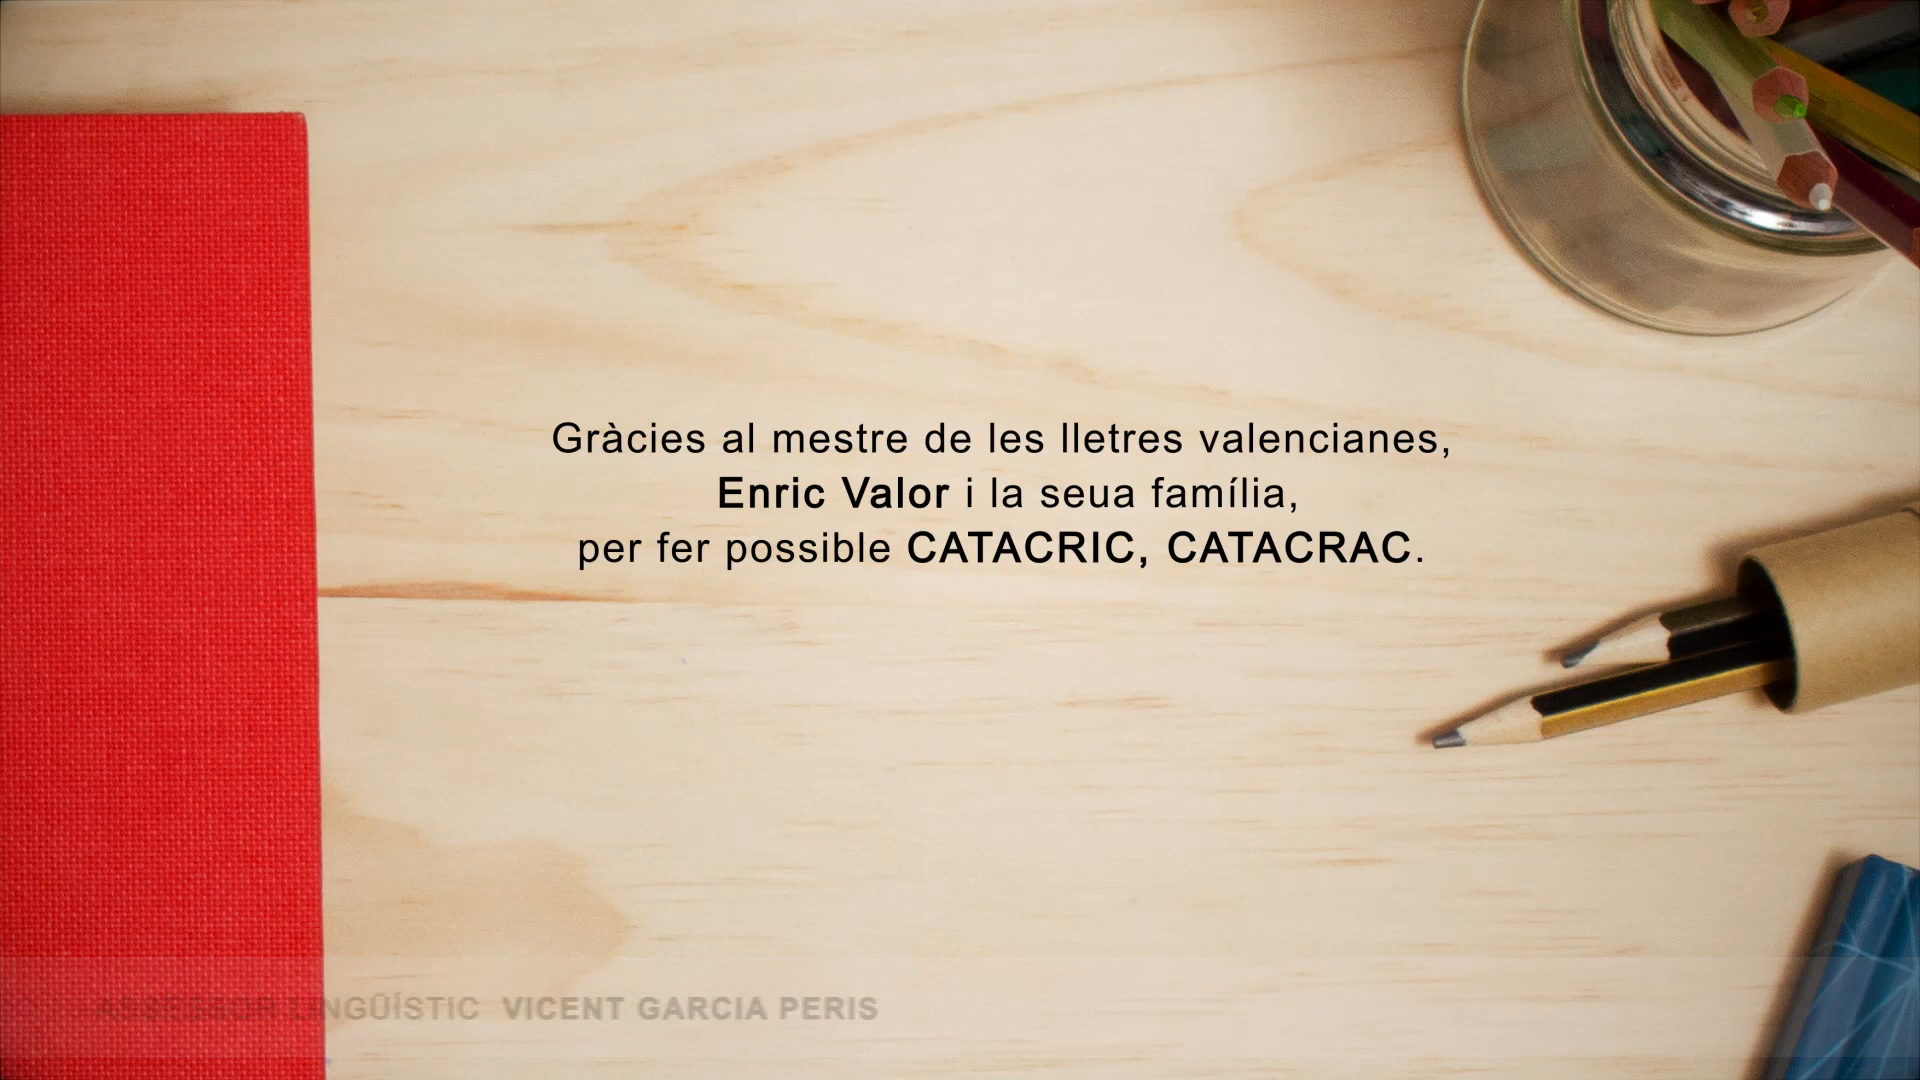 Gràcies al mestre de les lletres valencianes,
Enric Valor i la seua família,
per fer possible CATACRIC, CATACRAC.
ASSESSOR LINGÜÍSTIC VICENT GARCIA PERIS